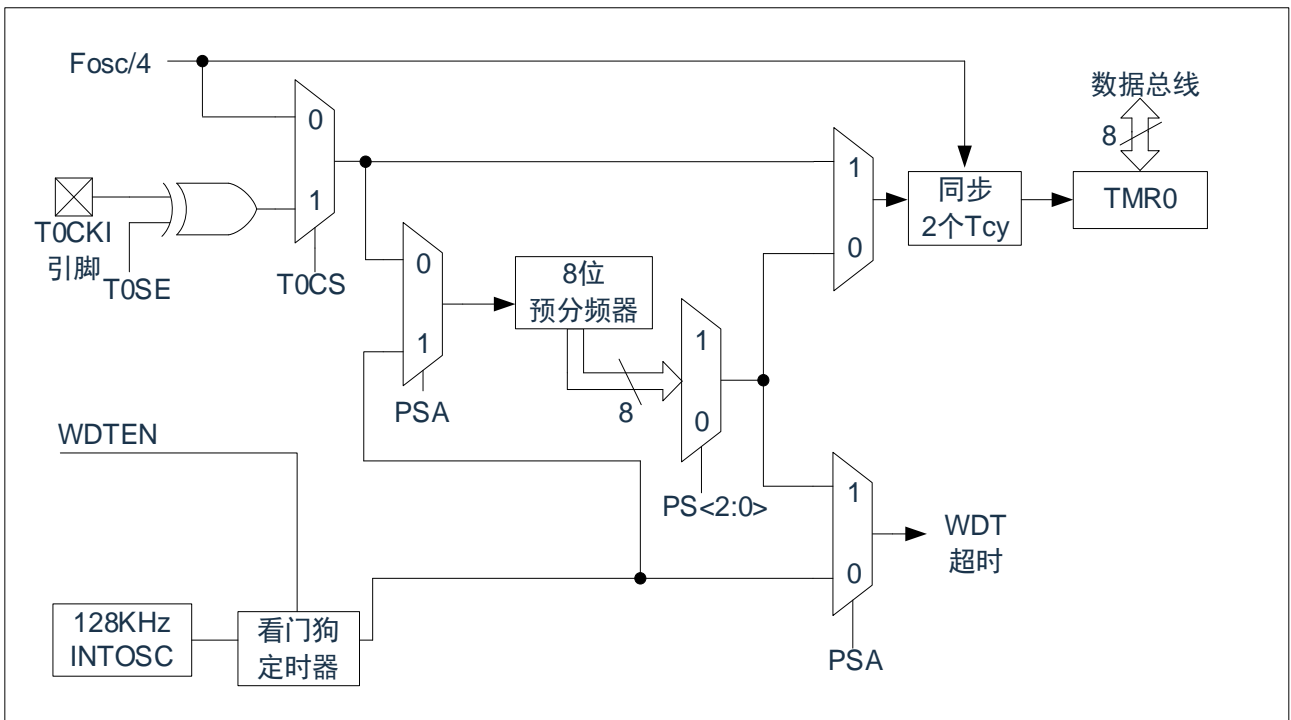 Fosc/4
数据总线
8
0
1
T0CKI
引脚
T0SE
T0CS
1
0
同步
2个Tcy
TMR0
0
1
PSA
8位
预分频器
8
1
0
PS<2:0>
WDTEN
1
0
WDT
超时
PSA
128KHz
INTOSC
看门狗
定时器